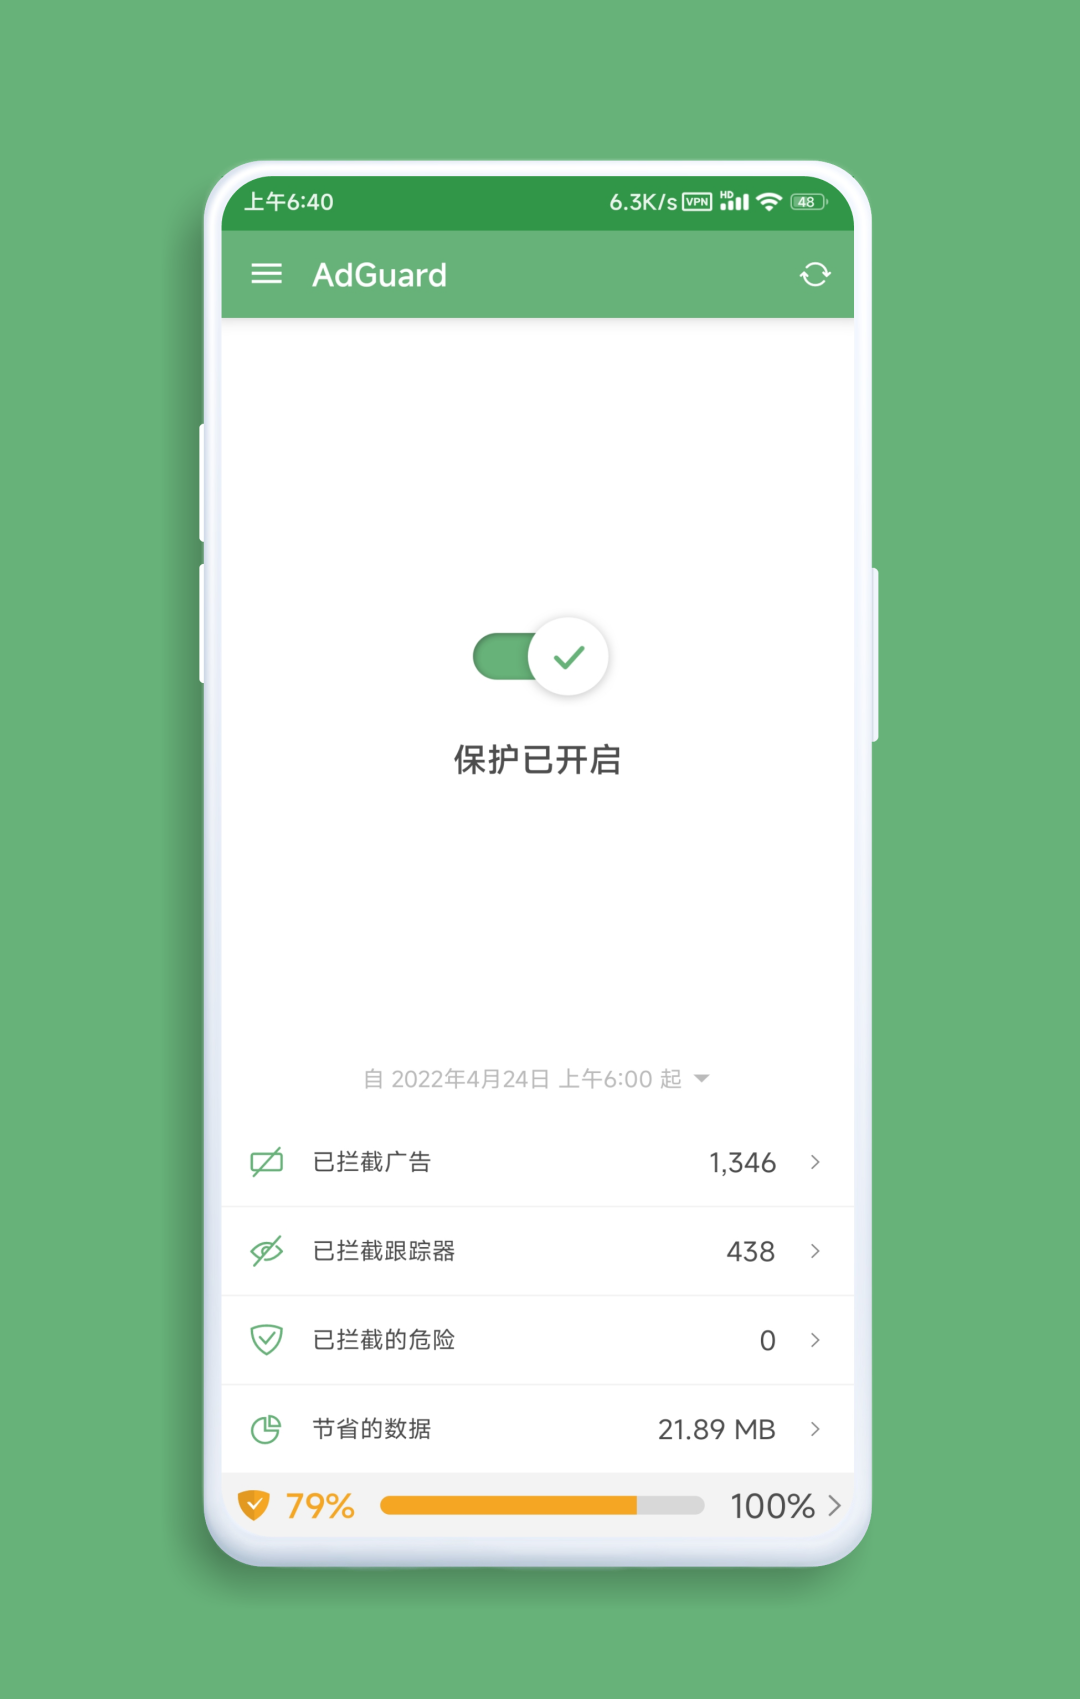 上午6:40 6.3K/s VPN HD 48
AdGuard
保护已开启
自 2022年4月24日 上午6:00 起
已拦截广告 1,346
已拦截跟踪器 438
已拦截的危险 0
节省的数据 21.89 MB
79% 100%